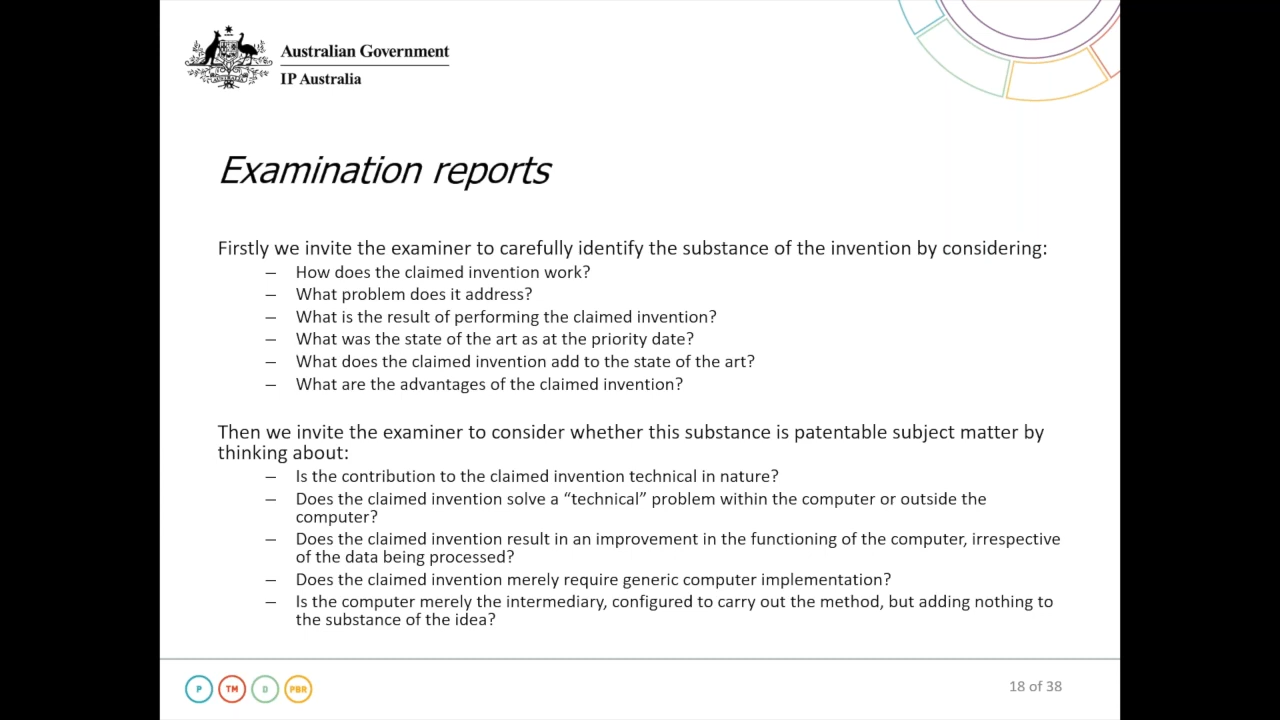 Australian Government
IP Australia
Examination reports
Firstly we invite the examiner to carefully identify the substance of the invention by considering:
– How does the claimed invention work?
– What problem does it address?
– What is the result of performing the claimed invention?
– What was the state of the art as at the priority date?
– What does the claimed invention add to the state of the art?
– What are the advantages of the claimed invention?
Then we invite the examiner to consider whether this substance is patentable subject matter by
thinking about:
– Is the contribution to the claimed invention technical in nature?
– Does the claimed invention solve a “technical” problem within the computer or outside the
computer?
– Does the claimed invention result in an improvement in the functioning of the computer, irrespective
of the data being processed?
– Does the claimed invention merely require generic computer implementation?
– Is the computer merely the intermediary, configured to carry out the method, but adding nothing to
the substance of the idea?
P TM D PBR
18 of 38